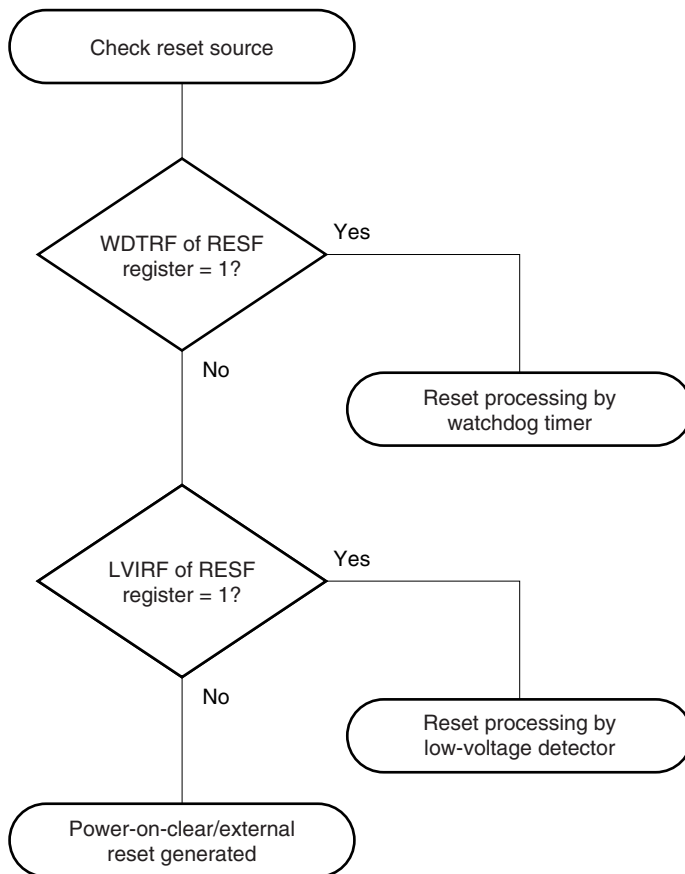 Check reset source
WDTRF of RESF
register = 1?
Yes
No
Reset processing by
watchdog timer
LVIRF of RESF
register = 1?
Yes
No
Reset processing by
low-voltage detector
Power-on-clear/external
reset generated